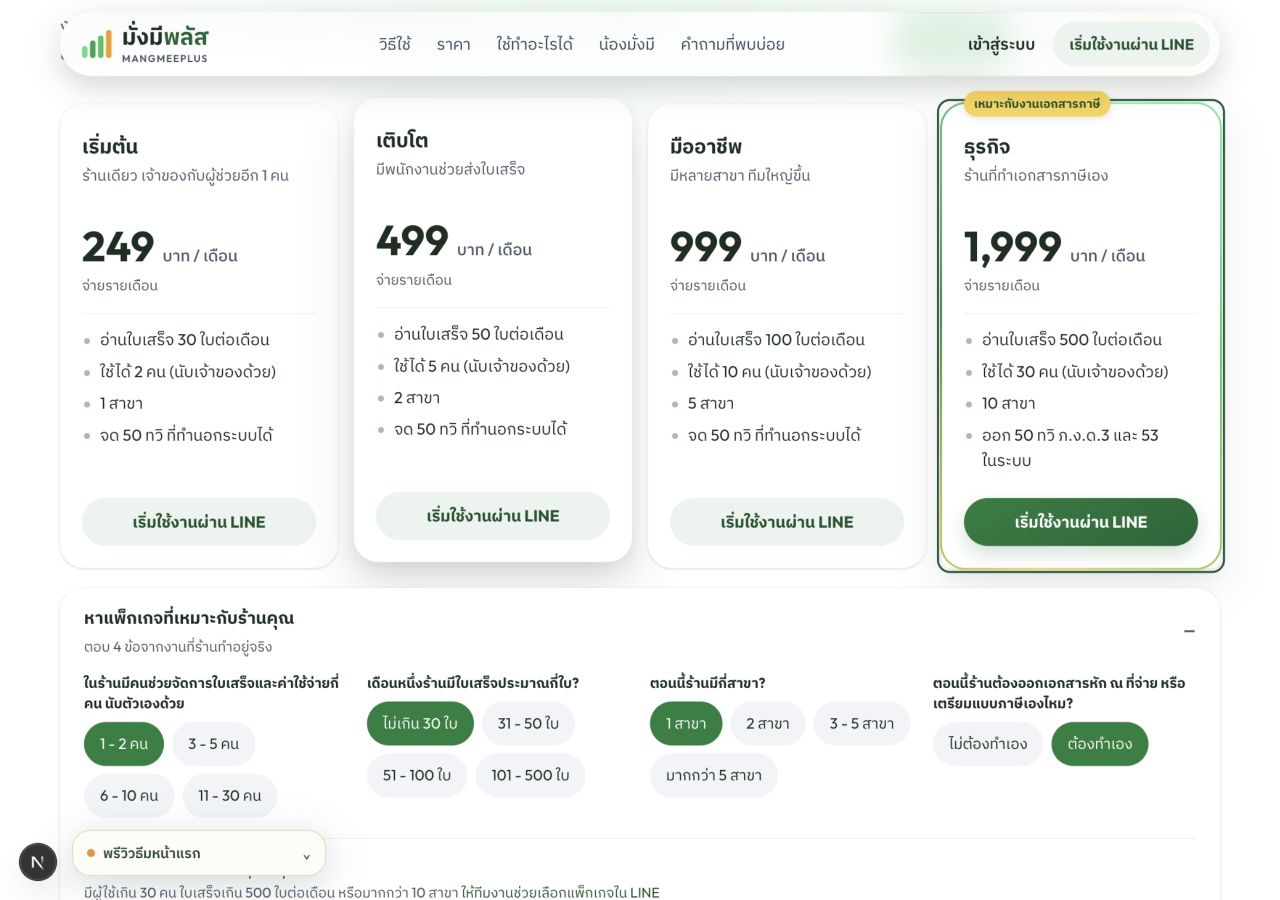 มั่งมีพลัส
MANGMEEPLUS
วิธีใช้
ราคา
ใช้ทำอะไรได้
น้องมั่งมี
คำถามที่พบบ่อย
เข้าสู่ระบบ
เริ่มใช้งานผ่าน LINE
เริ่มต้น
ร้านเดียว เจ้าของกับผู้ช่วยอีก 1 คน
249 บาท / เดือน
จ่ายรายเดือน
อ่านใบเสร็จ 30 ใบต่อเดือน
ใช้ได้ 2 คน (นับเจ้าของด้วย)
1 สาขา
จด 50 ทวิ ที่ทำนอกระบบได้
เริ่มใช้งานผ่าน LINE
เติบโต
มีพนักงานช่วยส่งใบเสร็จ
499 บาท / เดือน
จ่ายรายเดือน
อ่านใบเสร็จ 50 ใบต่อเดือน
ใช้ได้ 5 คน (นับเจ้าของด้วย)
2 สาขา
จด 50 ทวิ ที่ทำนอกระบบได้
เริ่มใช้งานผ่าน LINE
มืออาชีพ
มีหลายสาขา ทีมใหญ่ขึ้น
999 บาท / เดือน
จ่ายรายเดือน
อ่านใบเสร็จ 100 ใบต่อเดือน
ใช้ได้ 10 คน (นับเจ้าของด้วย)
5 สาขา
จด 50 ทวิ ที่ทำนอกระบบได้
เริ่มใช้งานผ่าน LINE
เหมาะกับงานเอกสารภาษี
ธุรกิจ
ร้านที่ทำเอกสารภาษีเอง
1,999 บาท / เดือน
จ่ายรายเดือน
อ่านใบเสร็จ 500 ใบต่อเดือน
ใช้ได้ 30 คน (นับเจ้าของด้วย)
10 สาขา
ออก 50 ทวิ ภ.ง.ด.3 และ 53
ในระบบ
เริ่มใช้งานผ่าน LINE
หาแพ็กเกจที่เหมาะกับร้านคุณ
ตอบ 4 ข้อจากงานที่ร้านทำอยู่จริง
ในร้านมีคนช่วยจัดการใบเสร็จและค่าใช้จ่ายกี่
คน นับตัวเองด้วย
1 - 2 คน
3 - 5 คน
6 - 10 คน
11 - 30 คน
เดือนหนึ่งร้านมีใบเสร็จประมาณกี่ใบ?
ไม่เกิน 30 ใบ
31 - 50 ใบ
51 - 100 ใบ
101 - 500 ใบ
ตอนนี้ร้านมีกี่สาขา?
1 สาขา
2 สาขา
3 - 5 สาขา
มากกว่า 5 สาขา
ตอนนี้ร้านต้องออกเอกสารหัก ณ ที่จ่าย หรือ
เตรียมแบบภาษีเองไหม?
ไม่ต้องทำเอง
ต้องทำเอง
N
พรีวิวธีมหน้าแรก
มีผู้ใช้เกิน 30 คน ใบเสร็จเกิน 500 ใบต่อเดือน หรือมากกว่า 10 สาขา ให้ทีมงานช่วยเลือกแพ็กเกจใน LINE